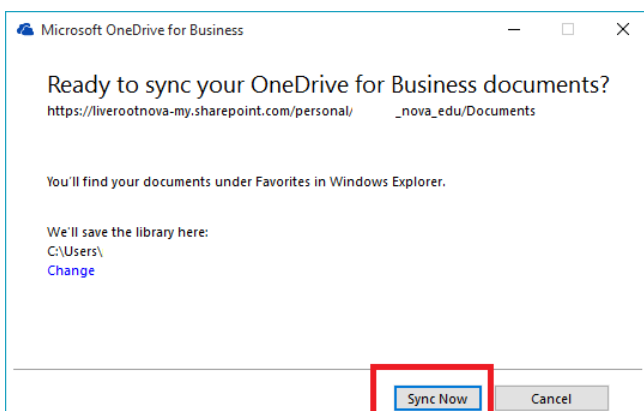 Microsoft OneDrive for Business
Ready to sync your OneDrive for Business documents?
https://liverootnova-my.sharepoint.com/personal/ _nova_edu/Documents
You'll find your documents under Favorites in Windows Explorer.
We'll save the library here:
C:\Users\
Change
Sync Now Cancel